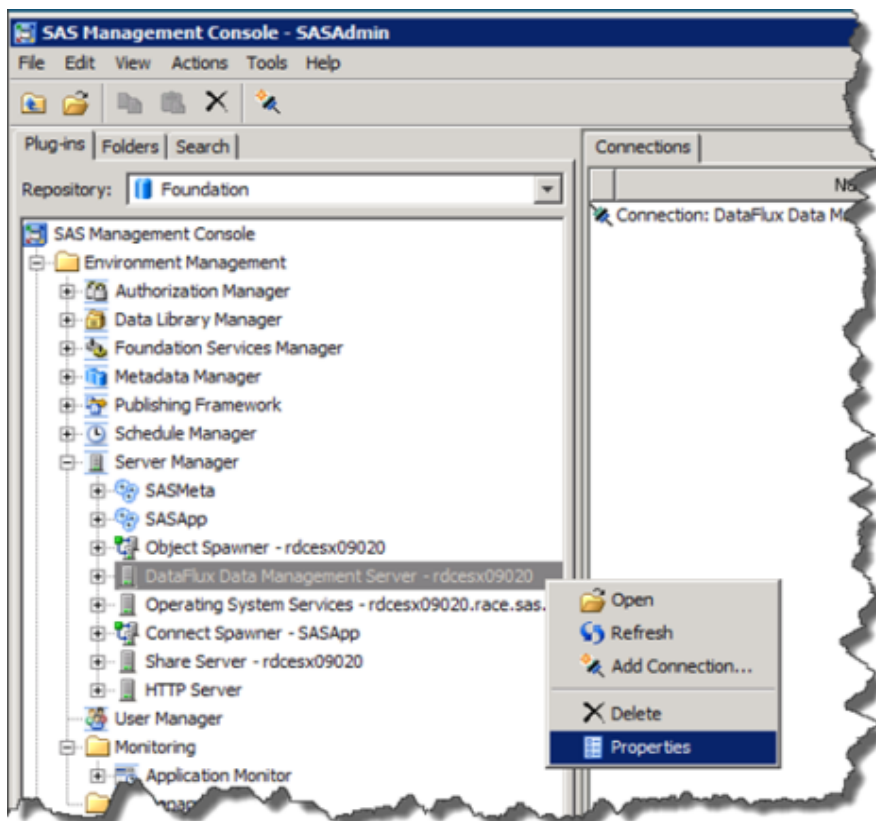 SAS Management Console - SASAdmin
File Edit View Actions Tools Help
Plug-ins Folders Search
Repository: Foundation
SAS Management Console
Environment Management
Authorization Manager
Data Library Manager
Foundation Services Manager
Metadata Manager
Publishing Framework
Schedule Manager
Server Manager
SASMeta
SASApp
Object Spawner - rdcesx09020
DataFlux Data Management Server - rdcesx09020
Operating System Services - rdcesx09020.race.sas.
Connect Spawner - SASApp
Share Server - rdcesx09020
HTTP Server
User Manager
Monitoring
Application Monitor
Connections
Connection: DataFlux Data
Open
Refresh
Add Connection...
Delete
Properties